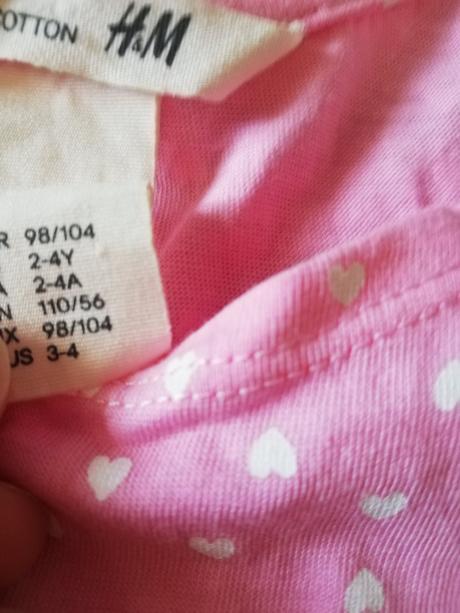 COTTON H&M
R 98/104
2-4Y
A 2-4A
N 110/56
X 98/104
US 3-4